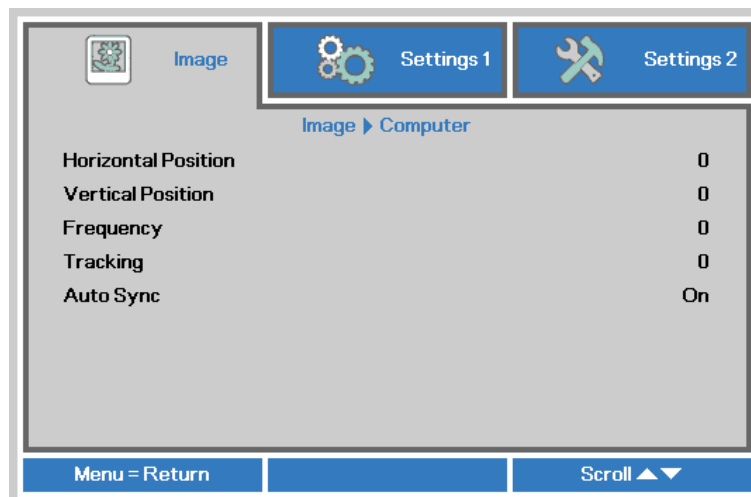 Image Settings 1 Settings 2
Image ▶ Computer
Horizontal Position 0
Vertical Position 0
Frequency 0
Tracking 0
Auto Sync On
Menu = Return Scroll ▲▼